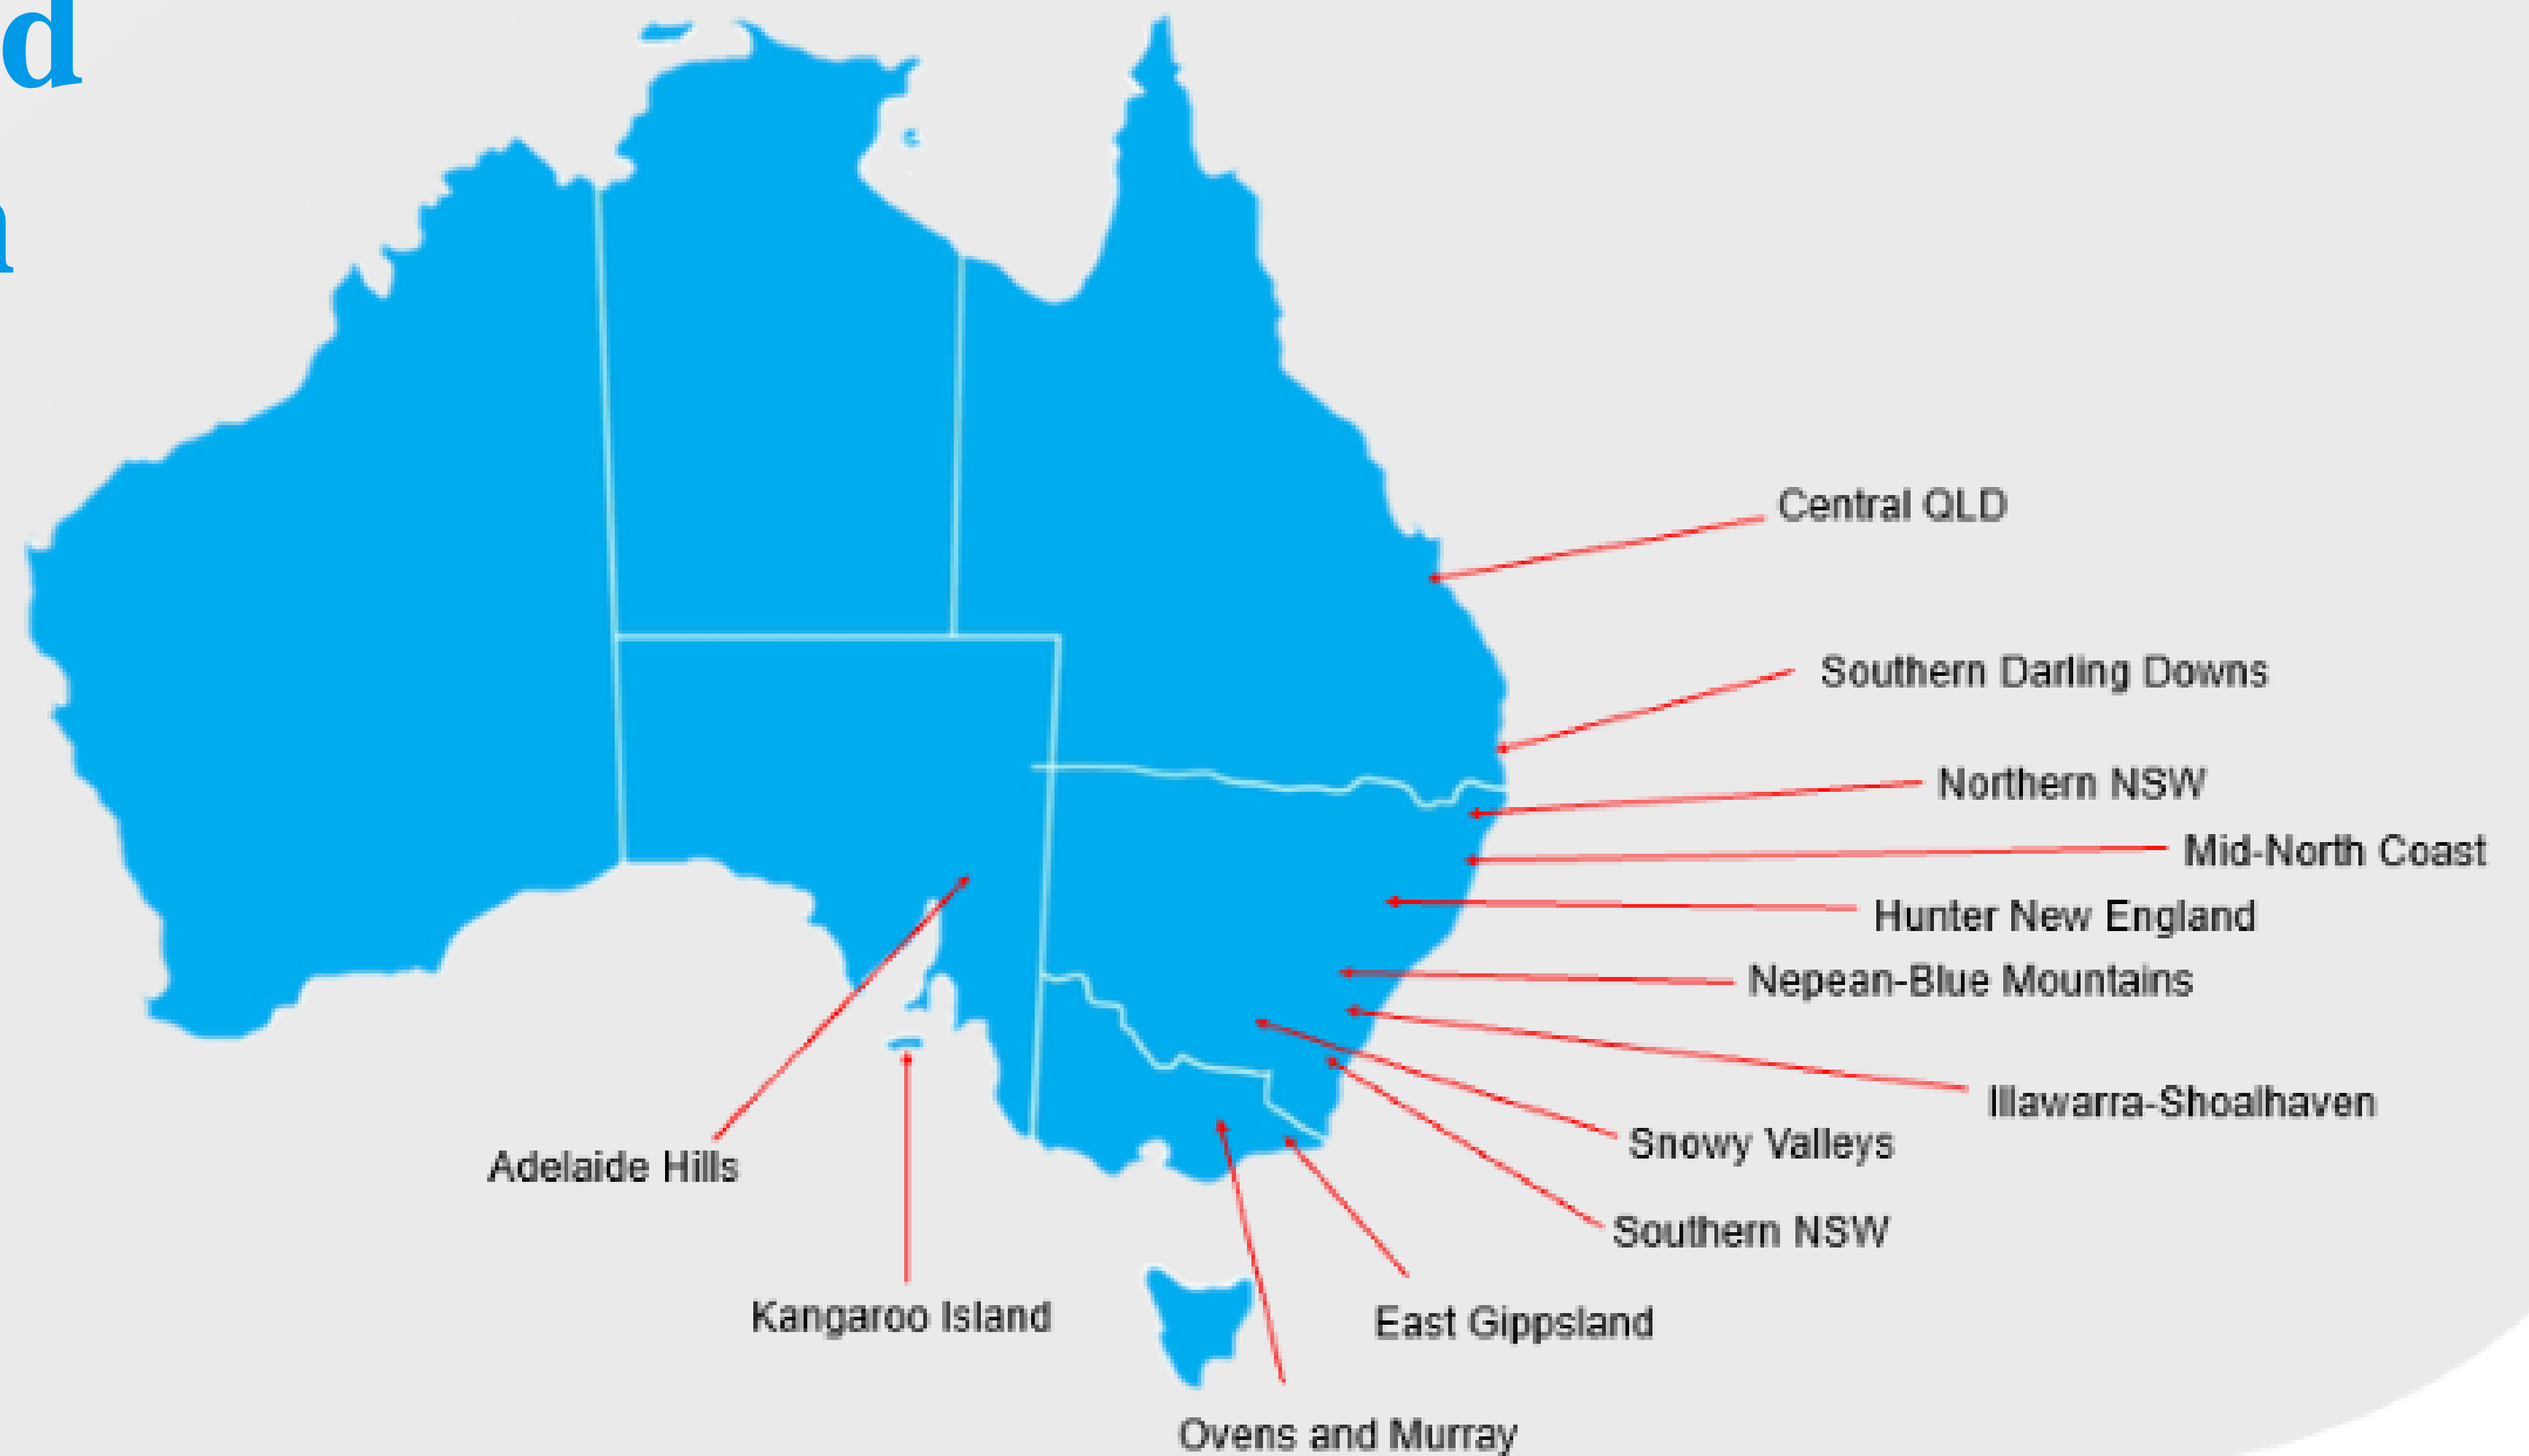 d
n
Central QLD
Southern Darling Downs
Northern NSW
Mid-North Coast
Hunter New England
Nepean-Blue Mountains
Illawarra-Shoalhaven
Snowy Valleys
Adelaide Hills
Southern NSW
Kangaroo Island
East Gippsland
Ovens and Murray